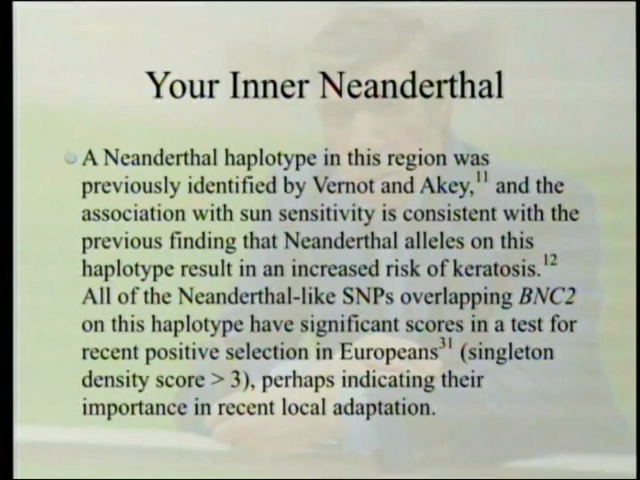 Your Inner Neanderthal
A Neanderthal haplotype in this region was
previously identified by Vernot and Akey,11 and the
association with sun sensitivity is consistent with the
previous finding that Neanderthal alleles on this
haplotype result in an increased risk of keratosis.12
All of the Neanderthal-like SNPs overlapping BNC2
on this haplotype have significant scores in a test for
recent positive selection in Europeans31 (singleton
density score > 3), perhaps indicating their
importance in recent local adaptation.